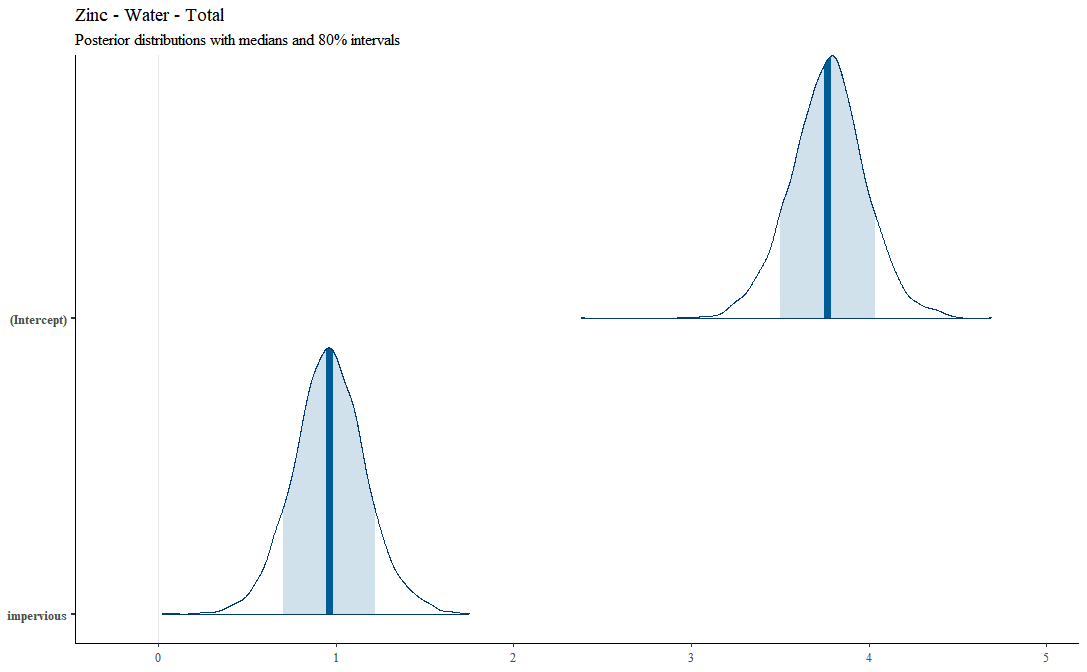 Zinc - Water - Total
Posterior distributions with medians and 80% intervals
(Intercept)
impervious
0 1 2 3 4 5